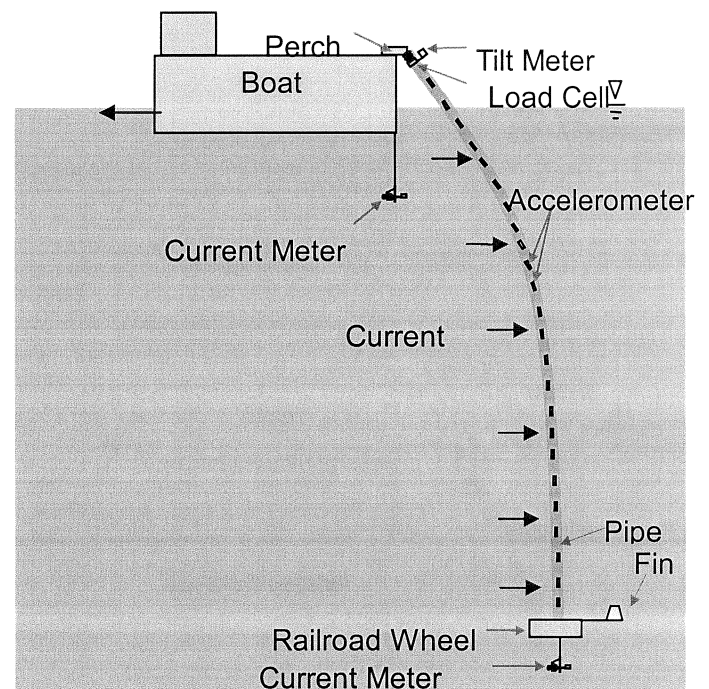 Perch
Tilt Meter
Boat
Load Cell
Accelerometer
Current Meter
Current
Pipe
Fin
Railroad Wheel
Current Meter